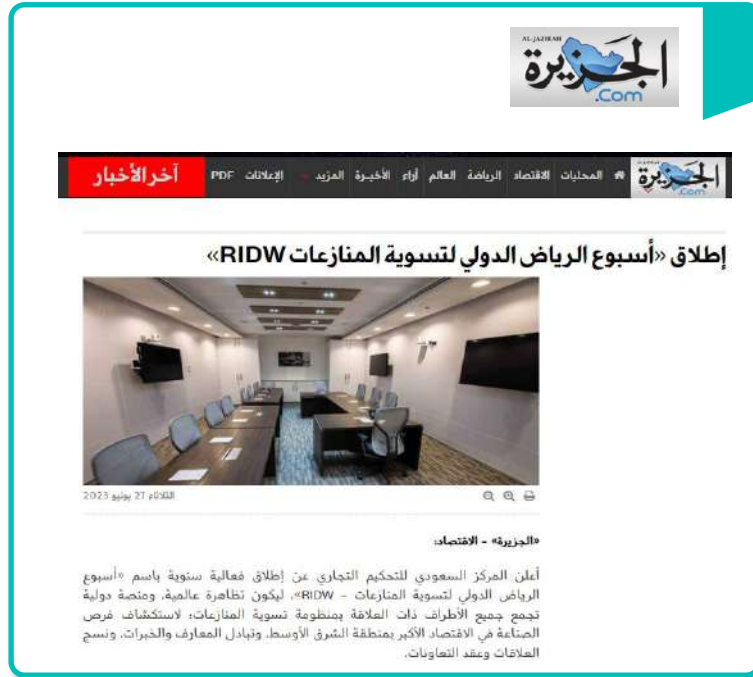 AL-JAZIRAH
الجزيرة
.Com
الجزيرة
.Com
المحليات الاقتصاد الرياضة العالم آراء الأخيـرة المزيد الإعلانات PDF
آخر الأخبار
إطلاق «أسبوع الرياض الدولي لتسوية المنازعات RIDW»
الثلاثاء 27 يونيو 2023
«الجزيرة» - الاقتصاد:
أعلن المركز السعودي للتحكيم التجاري عن إطلاق فعالية سنوية باسم «أسبوع
الرياض الدولي لتسوية المنازعات - RIDW»، ليكون تظاهرة عالمية، ومنصة دولية
تجمع جميع الأطراف ذات العلاقة بمنظومة تسوية المنازعات؛ لاستكشاف فرص
الصناعة في الاقتصاد الأكبر بمنطقة الشرق الأوسط، وتبادل المعارف والخبرات، ونسج
العلاقات وعقد التعاونات.